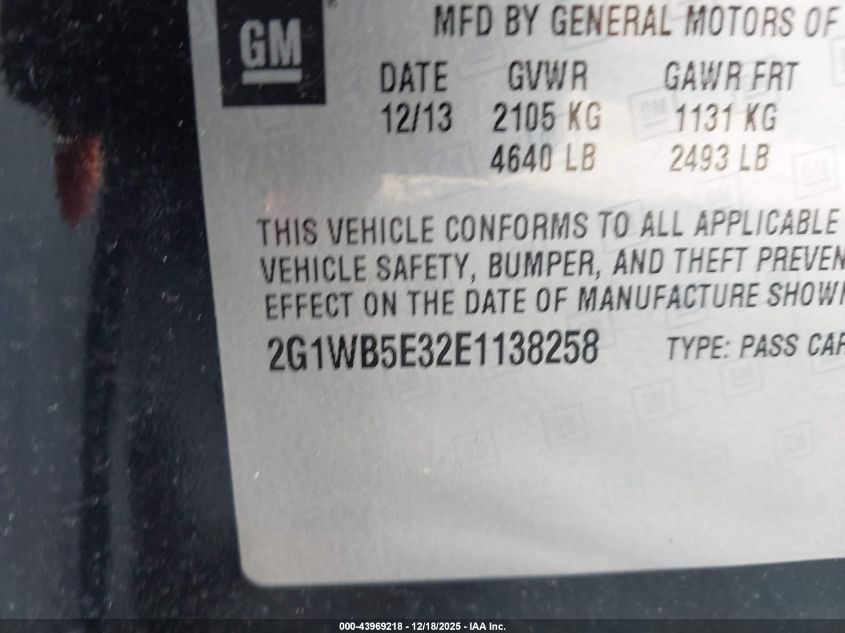 GM
MFD BY GENERAL MOTORS OF
DATE GVWR GAWR FRT
12/13 2105 KG 1131 KG
4640 LB 2493 LB
THIS VEHICLE CONFORMS TO ALL APPLICABLE
VEHICLE SAFETY, BUMPER, AND THEFT PREVEN
EFFECT ON THE DATE OF MANUFACTURE SHOWN
2G1WB5E32E1138258 TYPE: PASS CAR
000-43969218 - 12/18/2025 - IAA Inc.